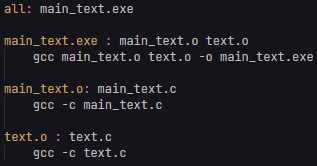 all: main_text.exe
main_text.exe : main_text.o text.o
gcc main_text.o text.o -o main_text.exe
main_text.o: main_text.c
gcc -c main_text.c
text.o : text.c
gcc -c text.c